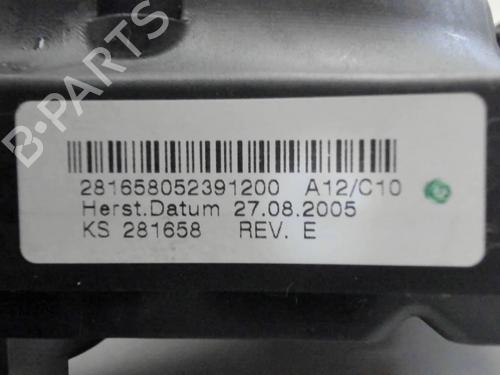 B-PARTS
281658052391200 A12/C10
Herst.Datum 27.08.2005
KS 281658 REV. E